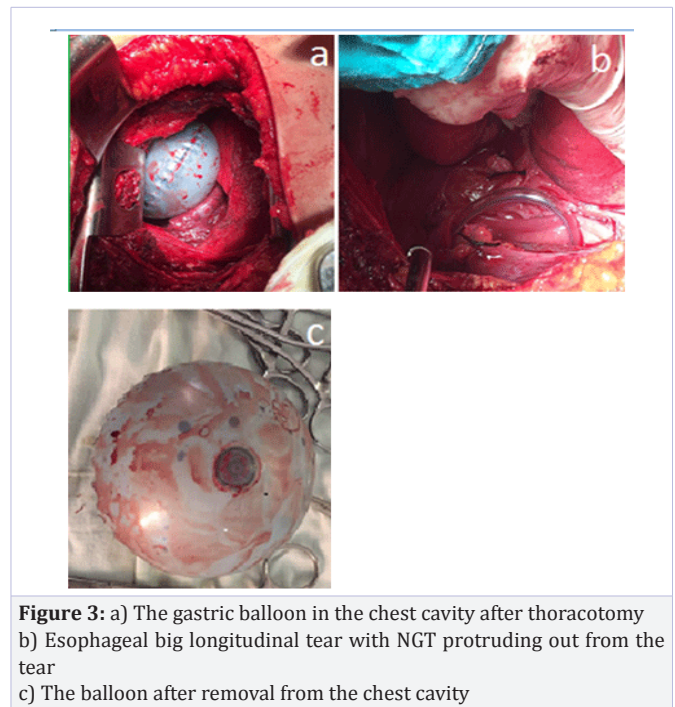 a
b.
c
Figure 3: a) The gastric balloon in the chest cavity after thoracotomy
b) Esophageal big longitudinal tear with NGT protruding out from the
tear
c) The balloon after removal from the chest cavity